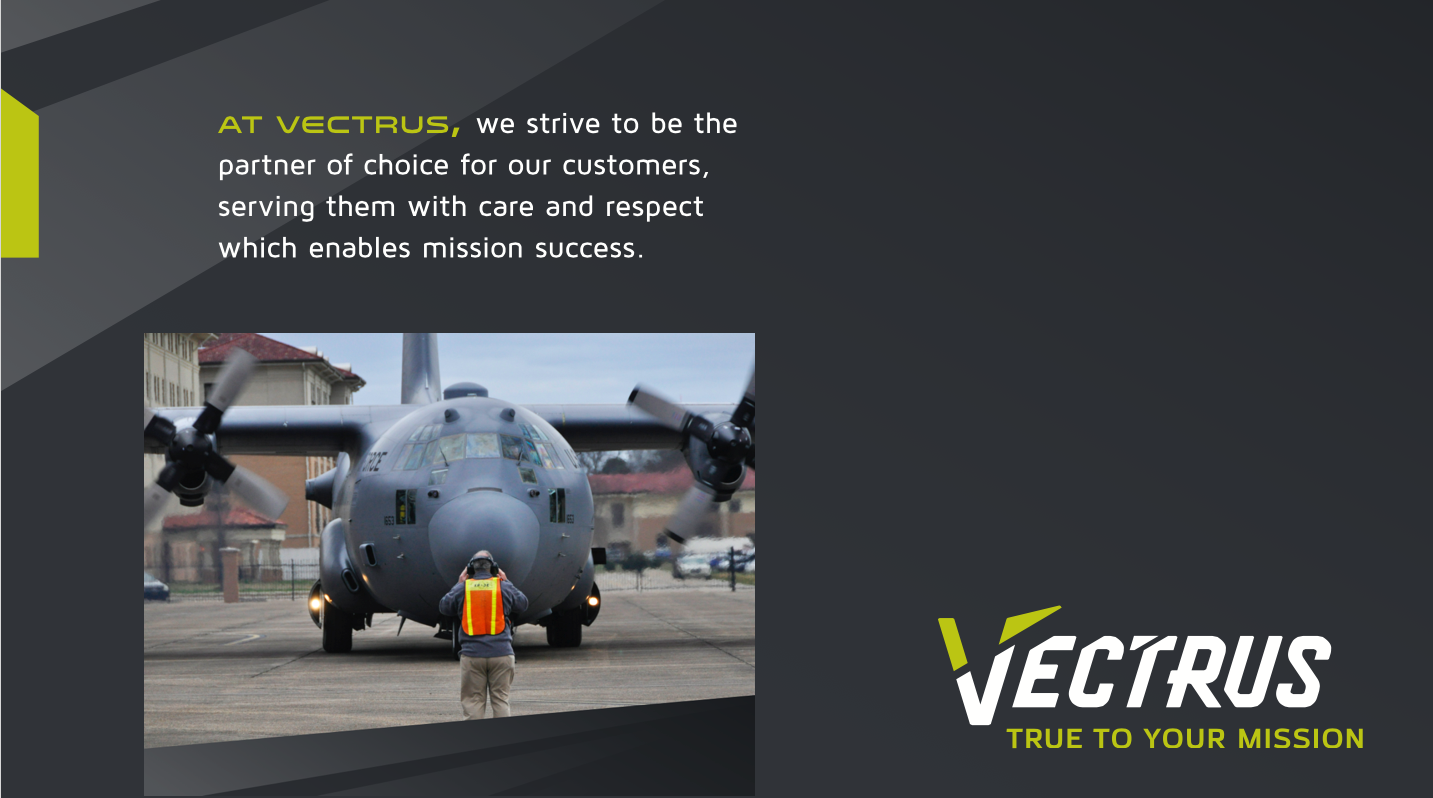 AT VECTRUS, we strive to be the
partner of choice for our customers,
serving them with care and respect
which enables mission success.
VECTRUS
TRUE TO YOUR MISSION